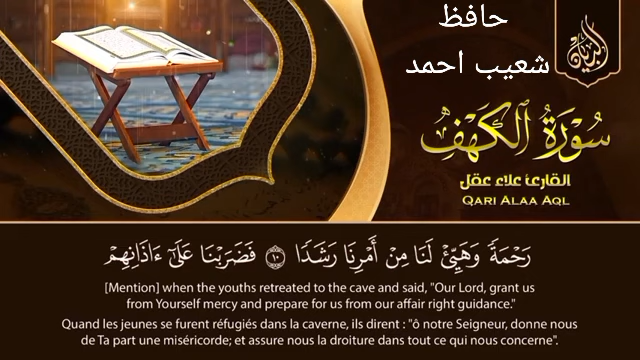 حافظ
شعیب احمد
البريان
سُورَةُ الكَهْفِ
القارئ علاء عقل
QARI ALAA AQL
رَحْمَةً وَهَيِّئْ لَنَا مِنْ أَمْرِنَا رَشَدًا ۝١٠ فَضَرَبْنَا عَلَىٰٓ ءَاذَانِهِمْ
[Mention] when the youths retreated to the cave and said, "Our Lord, grant us
from Yourself mercy and prepare for us from our affair right guidance."
Quand les jeunes se furent réfugiés dans la caverne, ils dirent : "ô notre Seigneur, donne nous
de Ta part une miséricorde; et assure nous la droiture dans tout ce qui nous concerne".